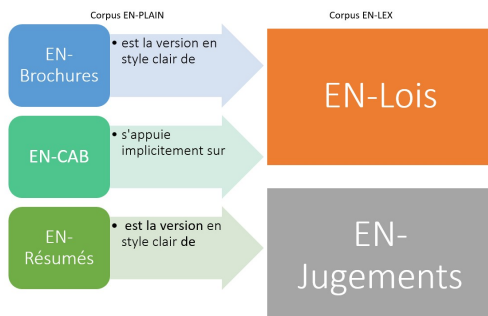 Corpus EN-PLAIN
Corpus EN-LEX
EN-
Brochures
• est la version en
style clair de
EN-Lois
EN-CAB
• s'appuie
implicitement sur
EN-
Résumés
• est la version en
style clair de
EN-
Jugements